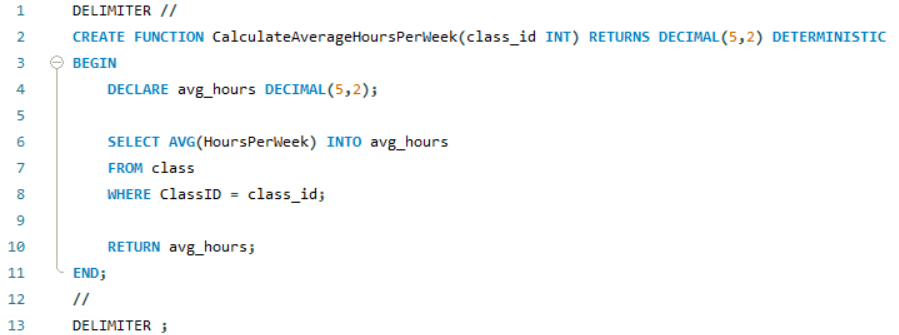 1 DELIMITER //
2 CREATE FUNCTION CalculateAverageHoursPerWeek(class_id INT) RETURNS DECIMAL(5,2) DETERMINISTIC
3 BEGIN
4 DECLARE avg_hours DECIMAL(5,2);
5
6 SELECT AVG(HoursPerWeek) INTO avg_hours
7 FROM class
8 WHERE ClassID = class_id;
9
10 RETURN avg_hours;
11 END;
12 //
13 DELIMITER ;